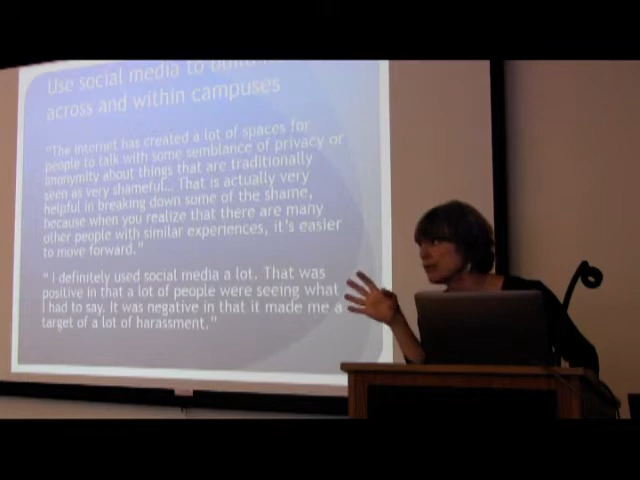 Use social media to build
across and within campuses
"The internet has created a lot of spaces for
people to talk with some semblance of privacy or
anonymity about things that are traditionally
seen as very shameful… That is actually very
helpful in breaking down some of the shame,
because when you realize that there are many
other people with similar experiences, it's easier
to move forward."
" I definitely used social media a lot. That was
positive in that a lot of people were seeing what
I had to say. It was negative in that it made me a
target of a lot of harassment."